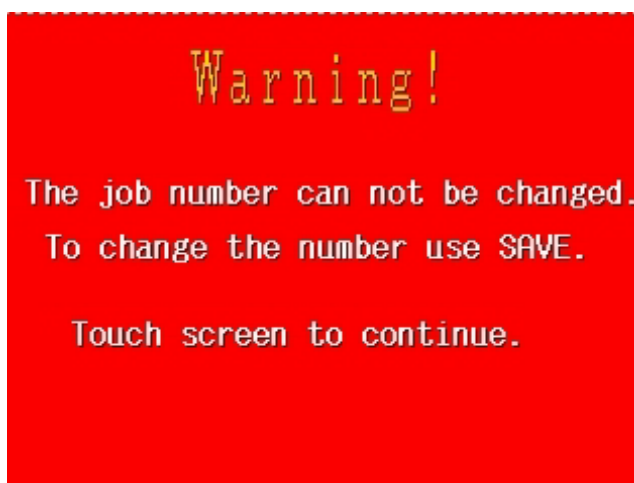 Warning!
The job number can not be changed.
To change the number use SAVE.
Touch screen to continue.